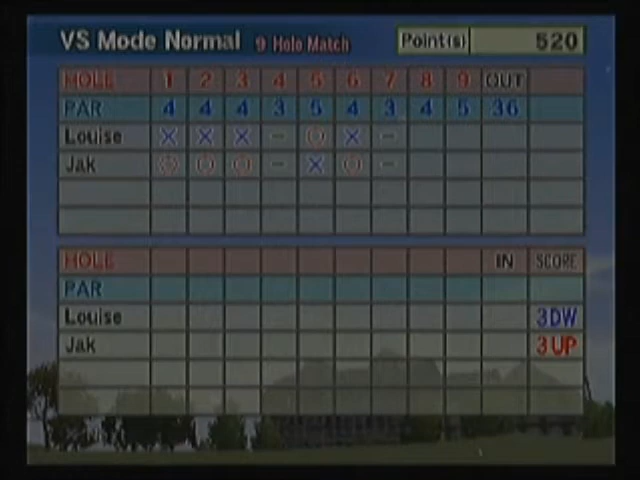 VS Mode Normal 9 Hole Match Point(s) 520
HOLE 1 2 3 4 5 6 7 8 9 OUT
PAR 4 4 4 3 5 4 3 4 5 36
Louise × × × – ○ × –
Jak ○ ○ ○ – × ○ –
HOLE IN SCORE
PAR
Louise 3DW
Jak 3UP